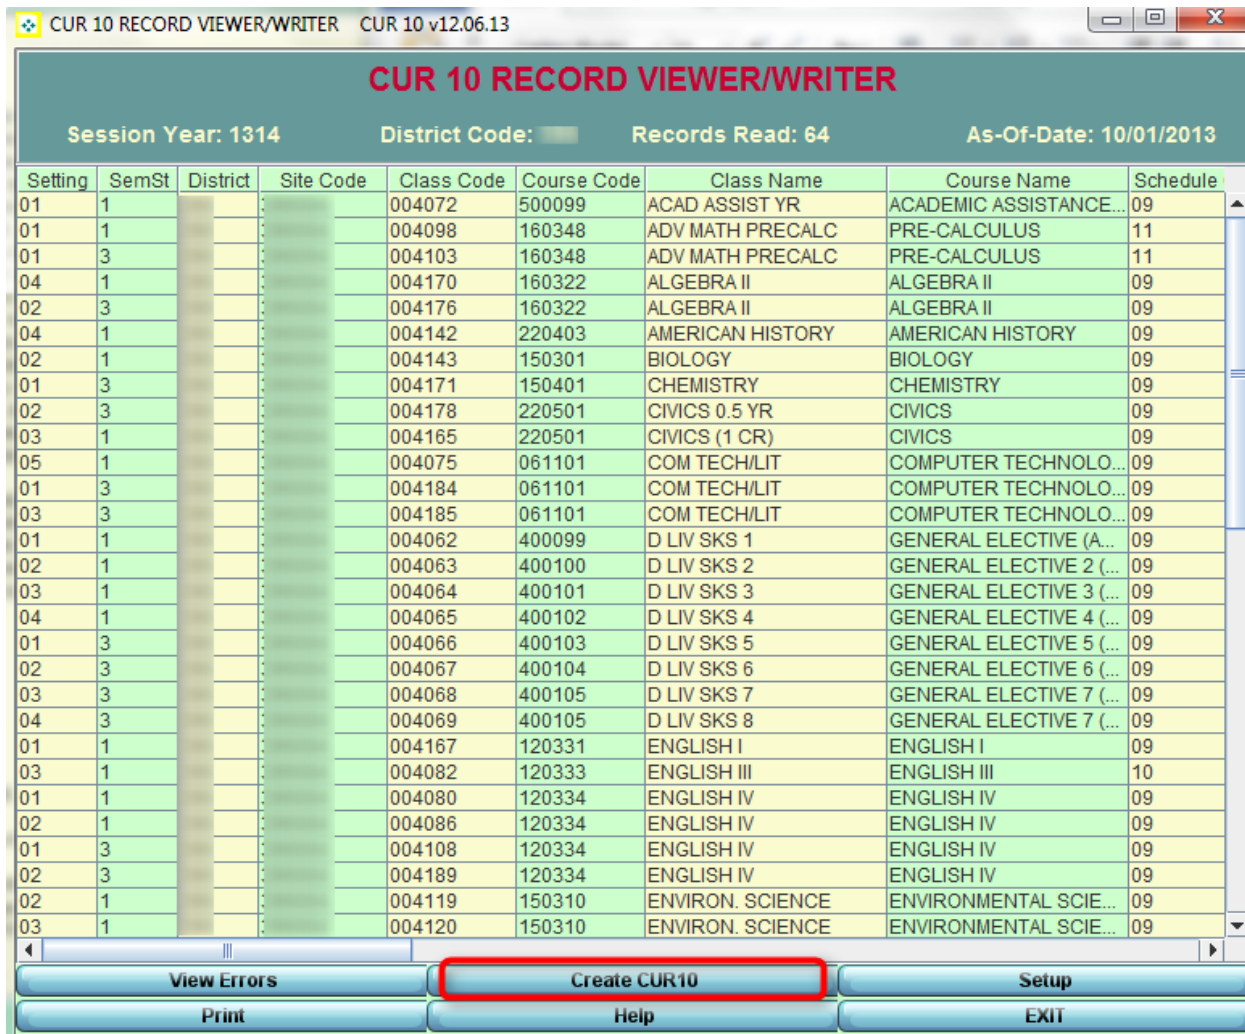 CUR 10 RECORD VIEWER/WRITER CUR 10 v12.06.13
CUR 10 RECORD VIEWER/WRITER
Session Year: 1314 District Code: Records Read: 64 As-Of-Date: 10/01/2013
Setting SemSt District Site Code Class Code Course Code Class Name Course Name Schedule
01 1 004072 500099 ACAD ASSIST YR ACADEMIC ASSISTANCE... 09
01 1 004098 160348 ADV MATH PRECALC PRE-CALCULUS 11
01 3 004103 160348 ADV MATH PRECALC PRE-CALCULUS 11
04 1 004170 160322 ALGEBRA II ALGEBRA II 09
02 3 004176 160322 ALGEBRA II ALGEBRA II 09
04 1 004142 220403 AMERICAN HISTORY AMERICAN HISTORY 09
02 1 004143 150301 BIOLOGY BIOLOGY 09
01 3 004171 150401 CHEMISTRY CHEMISTRY 09
02 3 004178 220501 CIVICS 0.5 YR CIVICS 09
03 1 004165 220501 CIVICS (1 CR) CIVICS 09
05 1 004075 061101 COM TECH/LIT COMPUTER TECHNOLO... 09
01 3 004184 061101 COM TECH/LIT COMPUTER TECHNOLO... 09
03 3 004185 061101 COM TECH/LIT COMPUTER TECHNOLO... 09
01 1 004062 400099 D LIV SKS 1 GENERAL ELECTIVE (A... 09
02 1 004063 400100 D LIV SKS 2 GENERAL ELECTIVE 2 (... 09
03 1 004064 400101 D LIV SKS 3 GENERAL ELECTIVE 3 (... 09
04 1 004065 400102 D LIV SKS 4 GENERAL ELECTIVE 4 (... 09
01 3 004066 400103 D LIV SKS 5 GENERAL ELECTIVE 5 (... 09
02 3 004067 400104 D LIV SKS 6 GENERAL ELECTIVE 6 (... 09
03 3 004068 400105 D LIV SKS 7 GENERAL ELECTIVE 7 (... 09
04 3 004069 400105 D LIV SKS 8 GENERAL ELECTIVE 7 (... 09
01 1 004167 120331 ENGLISH I ENGLISH I 09
03 1 004082 120333 ENGLISH III ENGLISH III 10
01 1 004080 120334 ENGLISH IV ENGLISH IV 09
02 1 004086 120334 ENGLISH IV ENGLISH IV 09
01 3 004108 120334 ENGLISH IV ENGLISH IV 09
02 3 004189 120334 ENGLISH IV ENGLISH IV 09
02 1 004119 150310 ENVIRON. SCIENCE ENVIRONMENTAL SCIE... 09
03 1 004120 150310 ENVIRON. SCIENCE ENVIRONMENTAL SCIE... 09
View Errors Create CUR10 Setup
Print Help EXIT